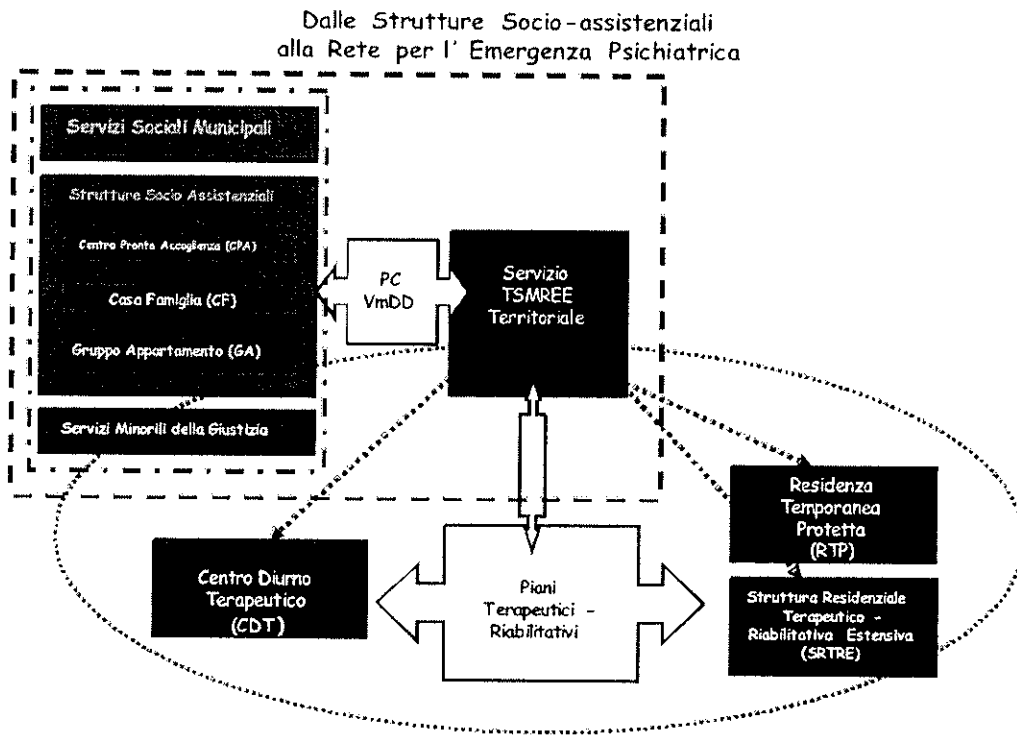 Dalle Strutture Socio-assistenziali
alla Rete per l' Emergenza Psichiatrica
Servizi Sociali Municipali
Strutture Socio Assistenziali
Centro Pronta Accoglienza (CPA)
Casa Famiglia (CF)
Gruppo Appartamento (GA)
Servizi Minorili della Giustizia
PC
VmDD
Servizio
TSMREE
Territoriale
Centro Diurno
Terapeutico
(CDT)
Piani
Terapeutici -
Riabilitativi
Residenza
Temporanea
Protetta
(RTP)
Struttura Residenziale
Terapeutico -
Riabilitativa Estensiva
(SRTRE)